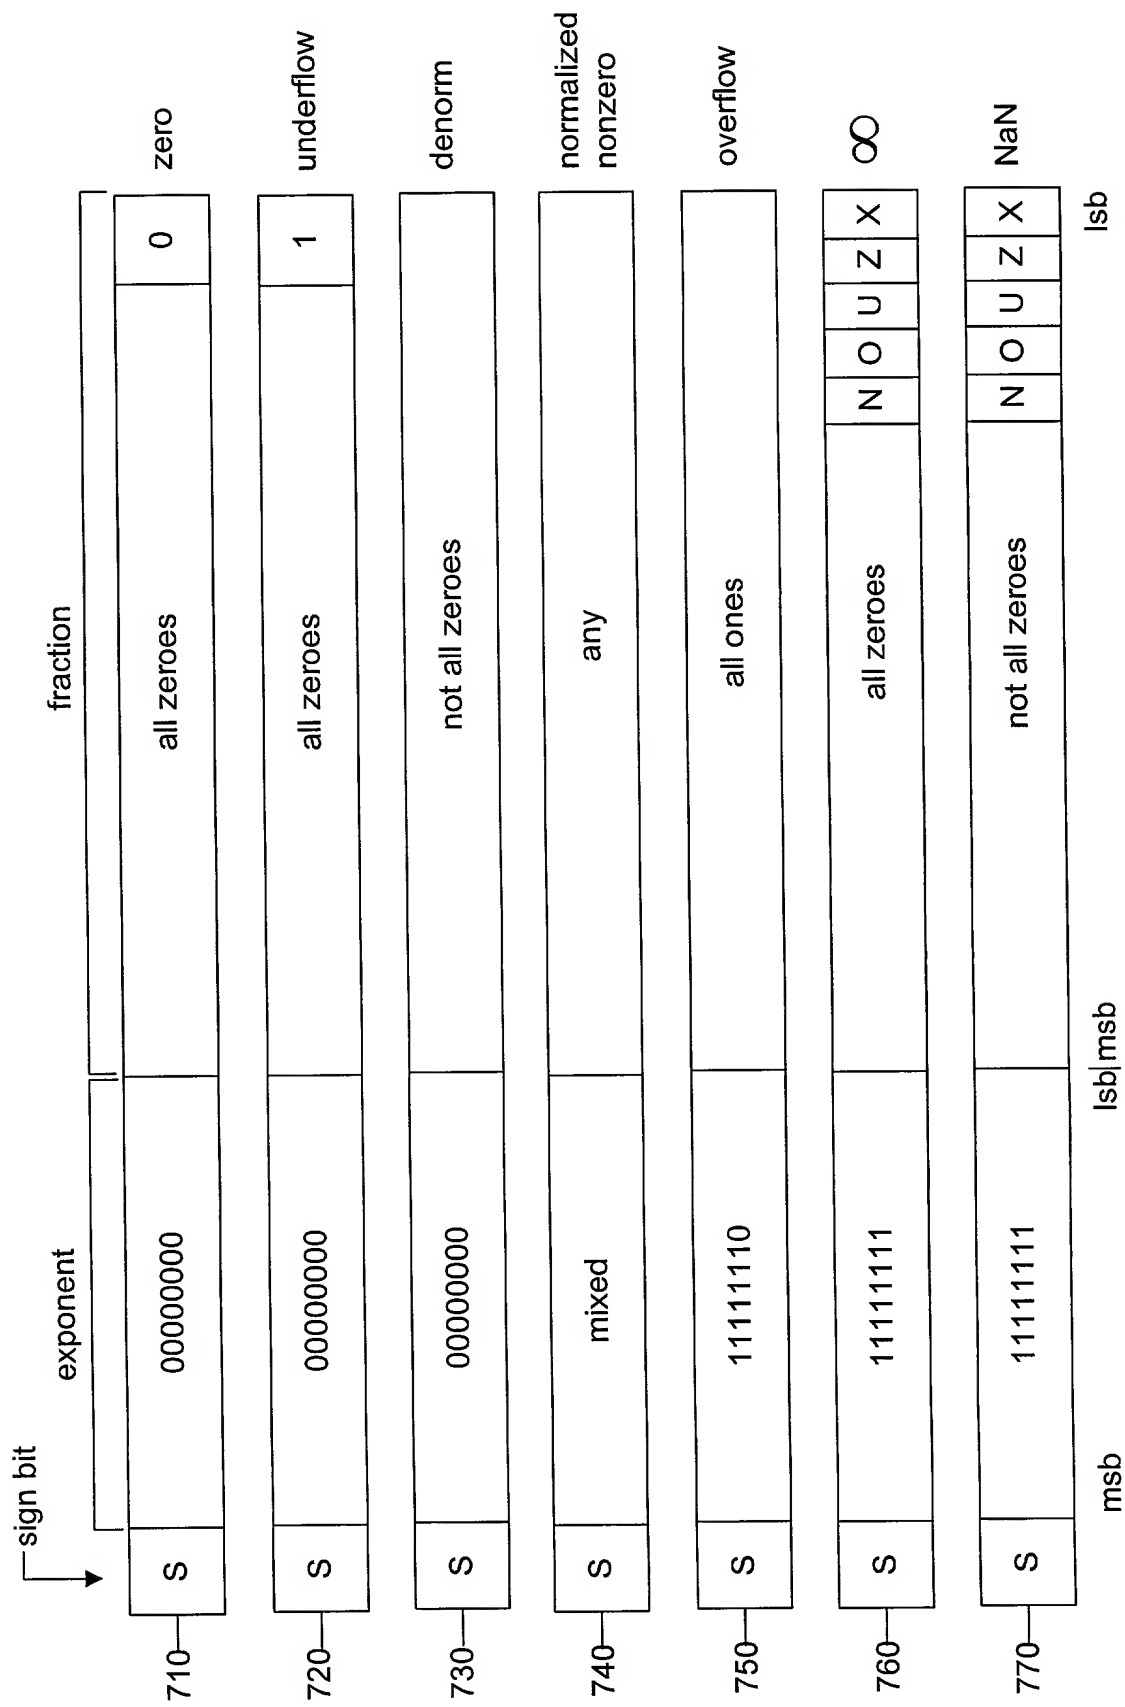 sign bit
exponent
fraction
710 S 00000000 all zeroes 0 zero
720 S 00000000 all zeroes 1 underflow
730 S 00000000 not all zeroes denorm
740 S mixed any normalized nonzero
750 S 11111110 all ones overflow
760 S 11111111 all zeroes N O U Z X ∞
770 S 11111111 not all zeroes N O U Z X NaN
msb lsb|msb lsb